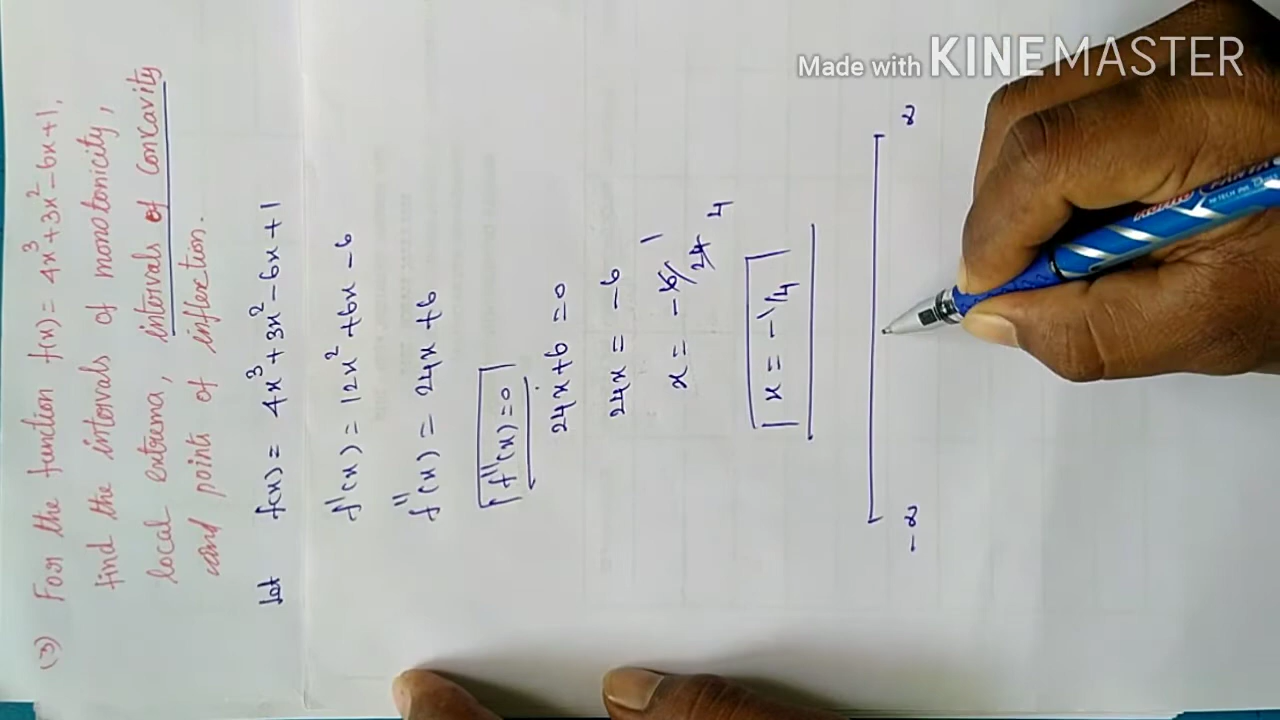 (3) For the function f(x) = 4x³ + 3x² - 6x + 1,
find the intervals of monotonicity,
local extrema, intervals of concavity
and points of inflection.
Let f(x) = 4x³ + 3x² - 6x + 1
f'(x) = 12x² + 6x - 6
f''(x) = 24x + 6
f''(x) = 0
24x + 6 = 0
24x = -6
x = -6/24 1 4
x = -1/4
-∞ ∞
Made with KINEMASTER